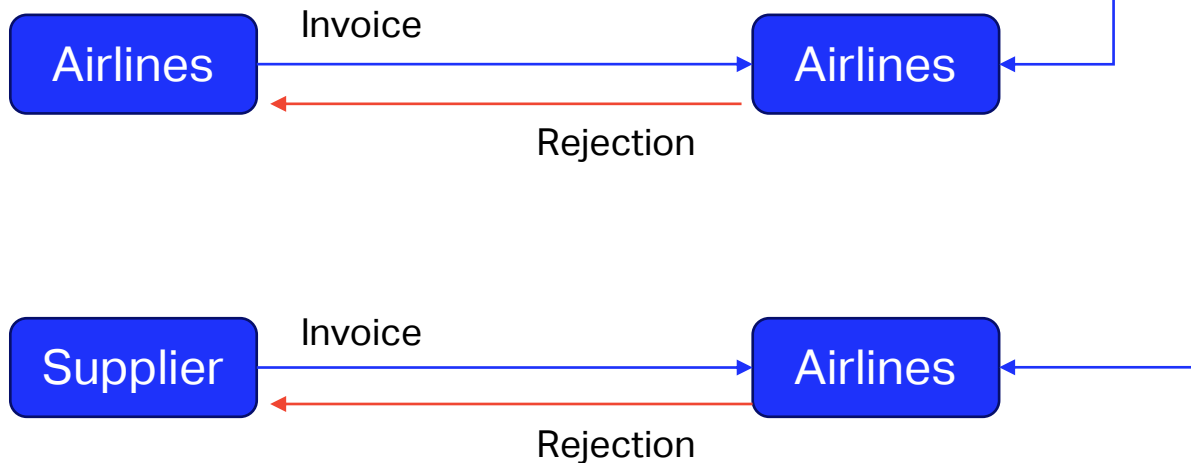 Invoice
Airlines
Airlines
Rejection
Invoice
Supplier
Airlines
Rejection